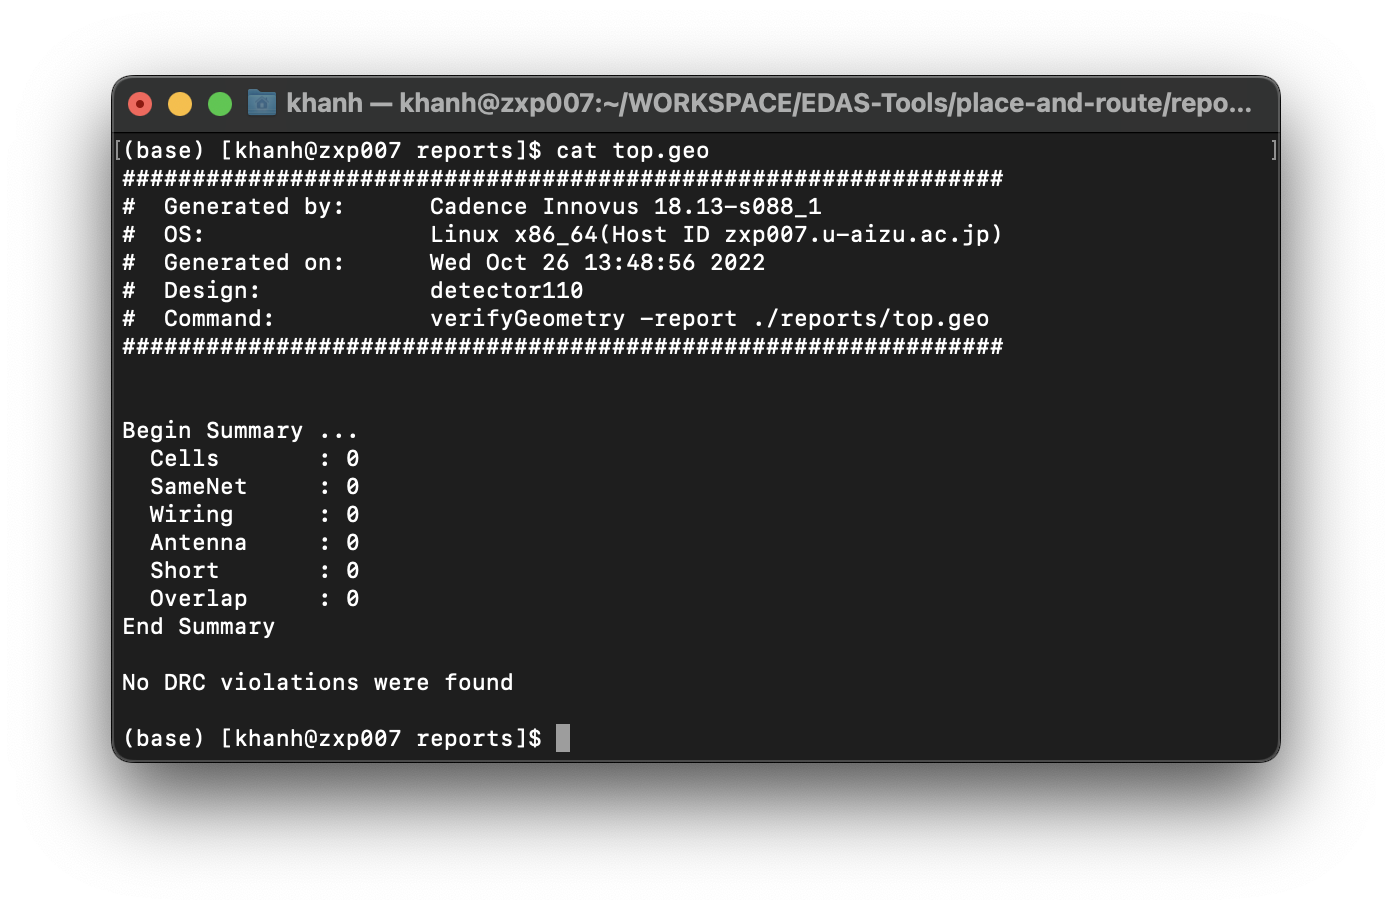 khanh — khanh@zxp007:~/WORKSPACE/EDAS-Tools/place-and-route/repo...
[(base) [khanh@zxp007 reports]$ cat top.geo ]
###############################################################
#  Generated by:      Cadence Innovus 18.13-s088_1
#  OS:                Linux x86_64(Host ID zxp007.u-aizu.ac.jp)
#  Generated on:      Wed Oct 26 13:48:56 2022
#  Design:            detector110
#  Command:           verifyGeometry -report ./reports/top.geo
###############################################################
Begin Summary ...
  Cells       : 0
  SameNet     : 0
  Wiring      : 0
  Antenna     : 0
  Short       : 0
  Overlap     : 0
End Summary
No DRC violations were found
(base) [khanh@zxp007 reports]$